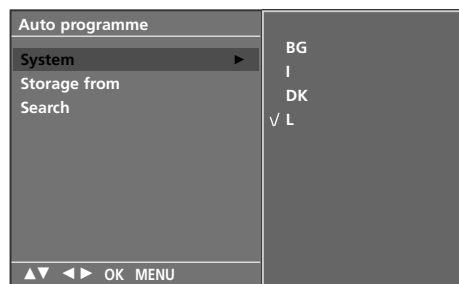 Auto programme
System ►
Storage from
Search
BG
I
DK
√ L
▲▼ ◄► OK MENU